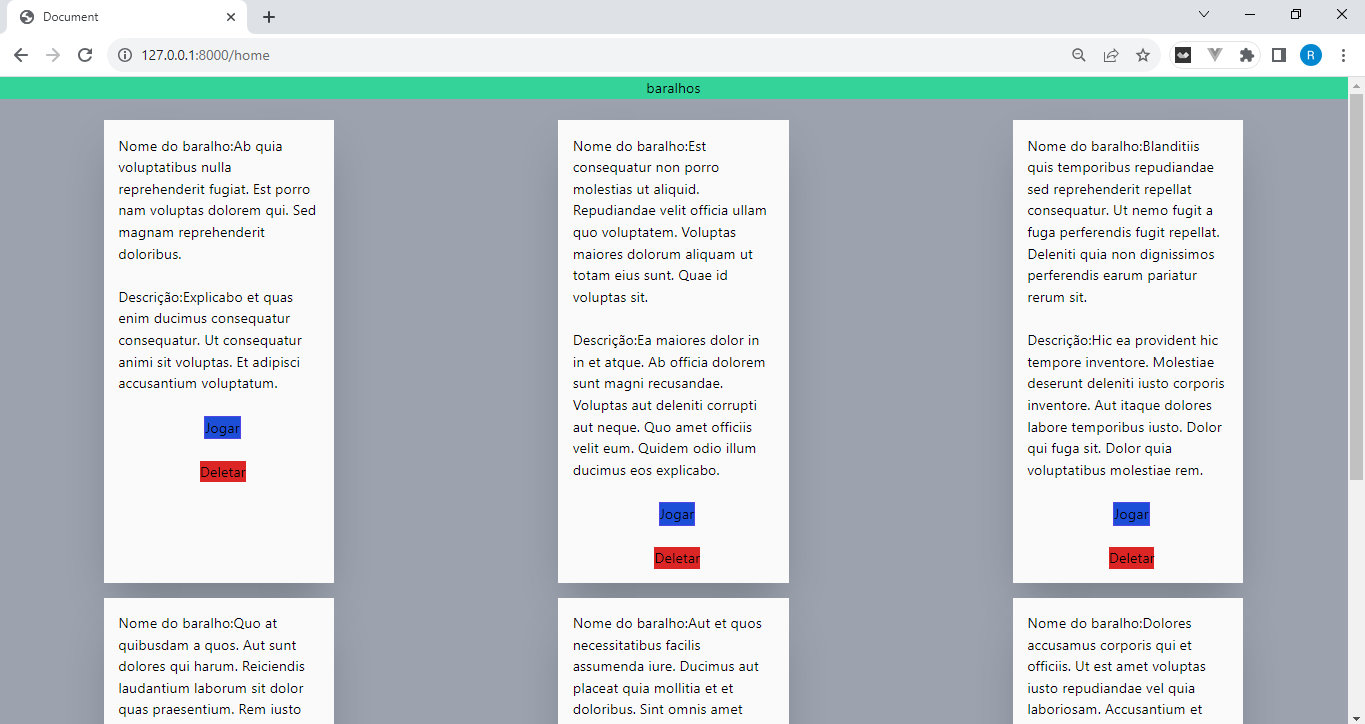 Document
127.0.0.1:8000/home
R
baralhos
Nome do baralho:Ab quia
voluptatibus nulla
reprehenderit fugiat. Est porro
nam voluptas dolorem qui. Sed
magnam reprehenderit
doloribus.
Descrição:Explicabo et quas
enim ducimus consequatur
consequatur. Ut consequatur
animi sit voluptas. Et adipisci
accusantium voluptatum.
Jogar
Deletar
Nome do baralho:Est
consequatur non porro
molestias ut aliquid.
Repudiandae velit officia ullam
quo voluptatem. Voluptas
maiores dolorum aliquam ut
totam eius sunt. Quae id
voluptas sit.
Descrição:Ea maiores dolor in
in et atque. Ab officia dolorem
sunt magni recusandae.
Voluptas aut deleniti corrupti
aut neque. Quo amet officiis
velit eum. Quidem odio illum
ducimus eos explicabo.
Jogar
Deletar
Nome do baralho:Blanditiis
quis temporibus repudiandae
sed reprehenderit repellat
consequatur. Ut nemo fugit a
fuga perferendis fugit repellat.
Deleniti quia non dignissimos
perferendis earum pariatur
rerum sit.
Descrição:Hic ea provident hic
tempore inventore. Molestiae
deserunt deleniti iusto corporis
inventore. Aut itaque dolores
labore temporibus iusto. Dolor
qui fuga sit. Dolor quia
voluptatibus molestiae rem.
Jogar
Deletar
Nome do baralho:Quo at
quibusdam a quos. Aut sunt
dolores qui harum. Reiciendis
laudantium laborum sit dolor
quas praesentium. Rem iusto
Nome do baralho:Aut et quos
necessitatibus facilis
assumenda iure. Ducimus aut
placeat quia mollitia et et
doloribus. Sint omnis amet
Nome do baralho:Dolores
accusamus corporis qui et
officiis. Ut est amet voluptas
iusto repudiandae vel quia
laboriosam. Accusantium et